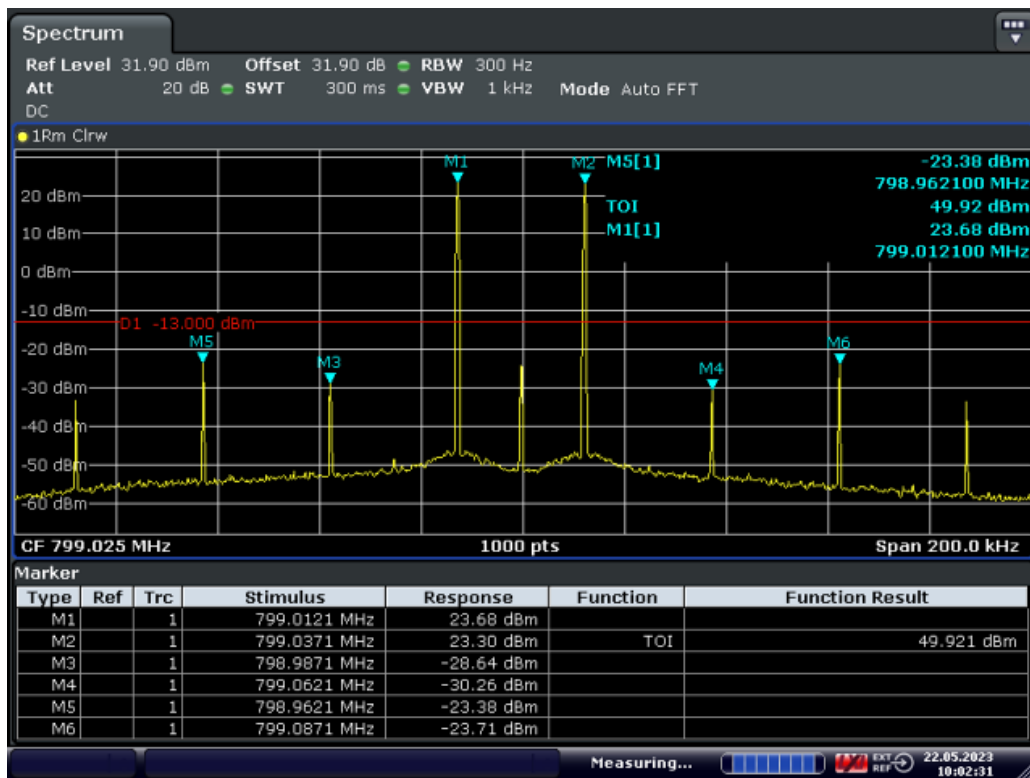 Spectrum
Ref Level 31.90 dBm Offset 31.90 dB RBW 300 Hz
Att 20 dB SWT 300 ms VBW 1 kHz Mode Auto FFT
DC
1Rm Clrw
M1 M2 M5[1] -23.38 dBm
798.962100 MHz
20 dBm TOI 49.92 dBm
10 dBm M1[1] 23.68 dBm
799.012100 MHz
0 dBm
-10 dBm
D1 -13.000 dBm
M5 M6
-20 dBm
M3 M4
-30 dBm
-40 dBm
-50 dBm
-60 dBm
CF 799.025 MHz 1000 pts Span 200.0 kHz
Marker
Type Ref Trc Stimulus Response Function Function Result
M1 1 799.0121 MHz 23.68 dBm
M2 1 799.0371 MHz 23.30 dBm TOI 49.921 dBm
M3 1 798.9871 MHz -28.64 dBm
M4 1 799.0621 MHz -30.26 dBm
M5 1 798.9621 MHz -23.38 dBm
M6 1 799.0871 MHz -23.71 dBm
Measuring... EXT REF 22.05.2023
10:02:31